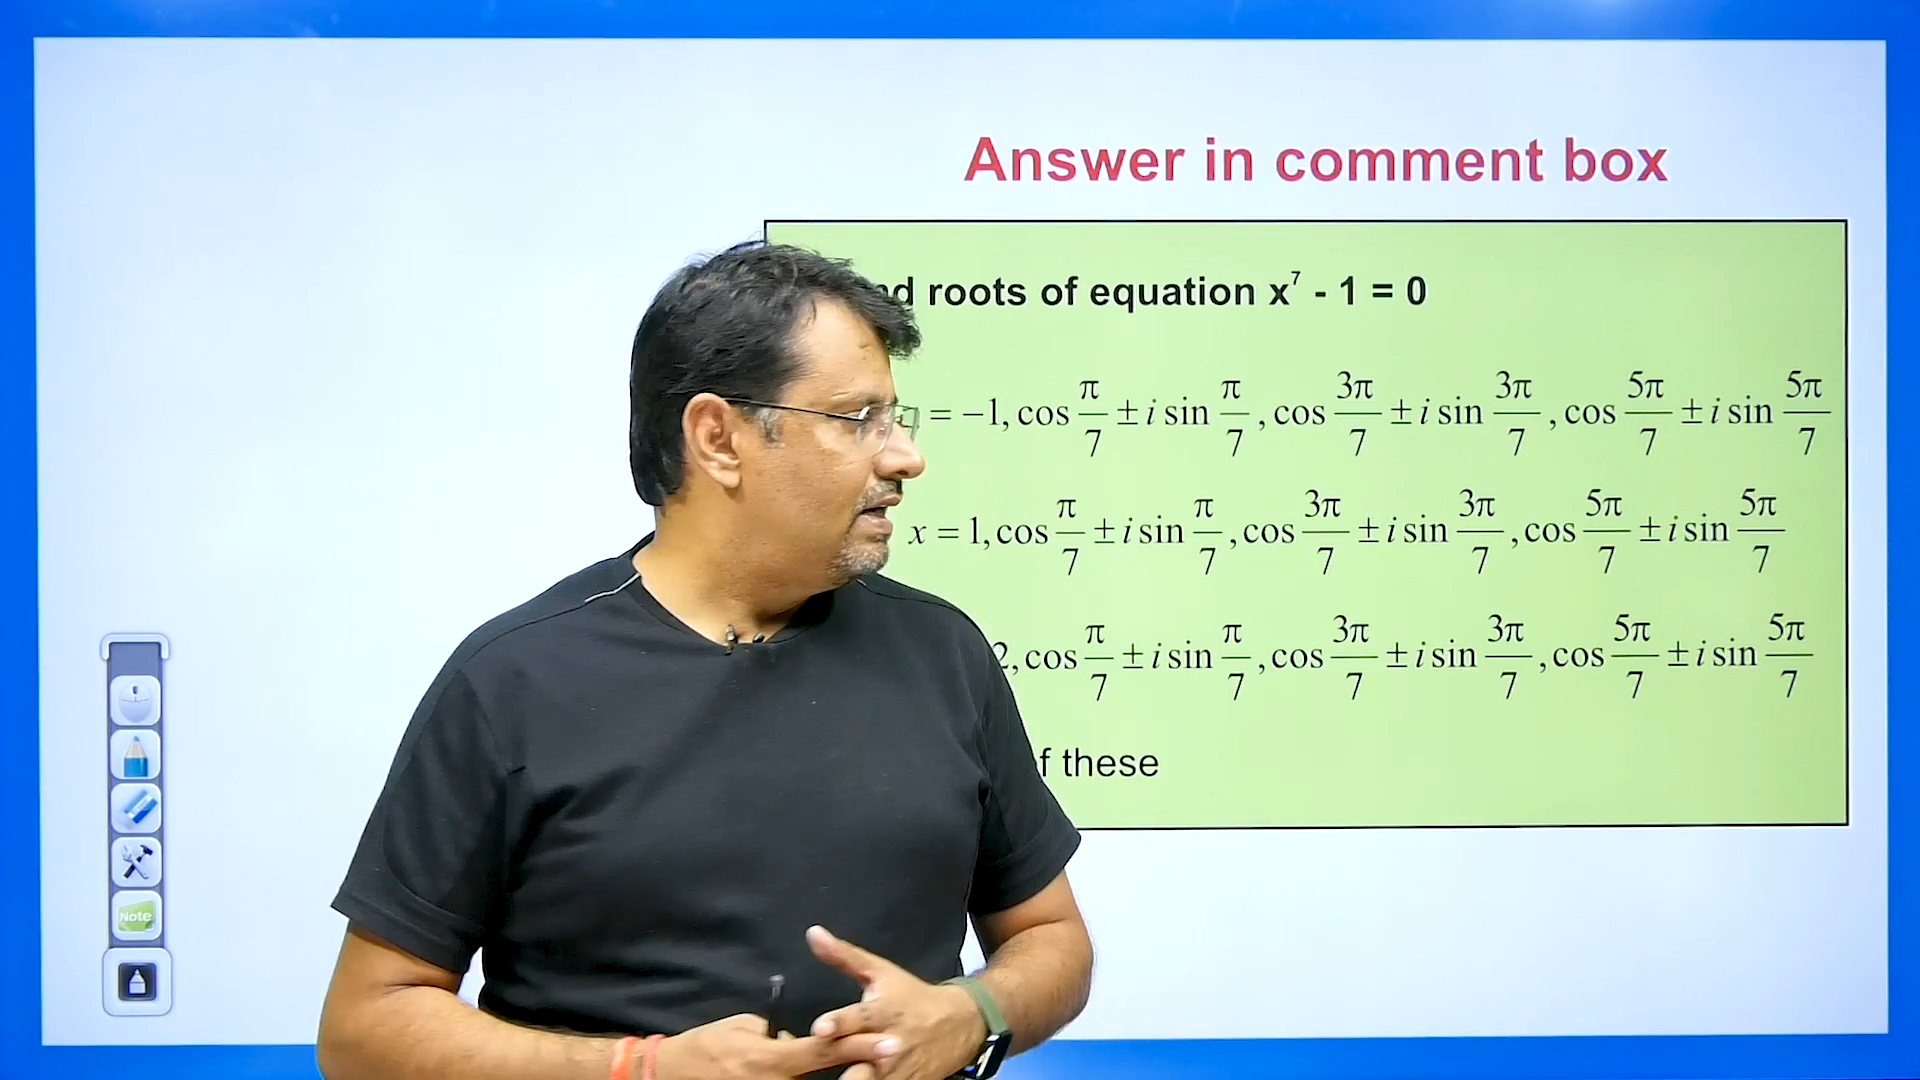 Answer in comment box
roots of equation x⁷ - 1 = 0
= −1, cos π/7 ± i sin π/7, cos 3π/7 ± i sin 3π/7, cos 5π/7 ± i sin 5π/7
x = 1, cos π/7 ± i sin π/7, cos 3π/7 ± i sin 3π/7, cos 5π/7 ± i sin 5π/7
2, cos π/7 ± i sin π/7, cos 3π/7 ± i sin 3π/7, cos 5π/7 ± i sin 5π/7
these
Note